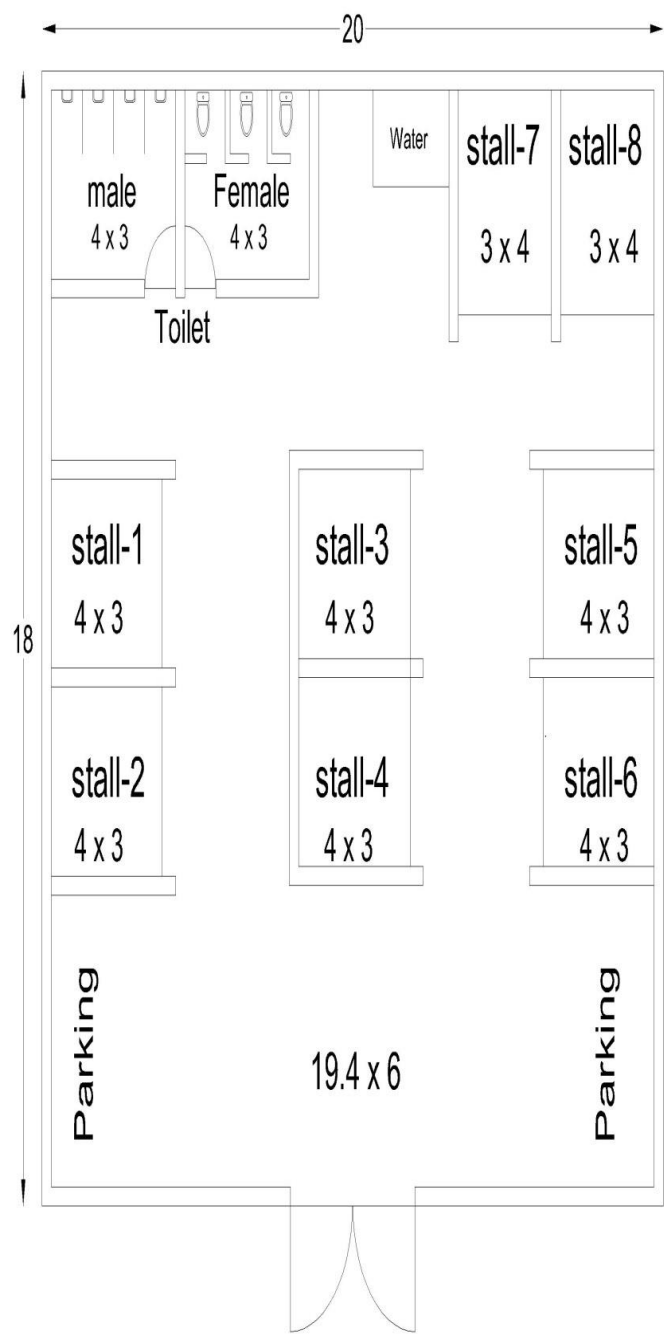 20
Water
stall-7
stall-8
male
Female
4 x 3
4 x 3
3 x 4
3 x 4
Toilet
stall-1
stall-3
stall-5
4 x 3
4 x 3
4 x 3
18
stall-2
stall-4
stall-6
4 x 3
4 x 3
4 x 3
Parking
Parking
19.4 x 6